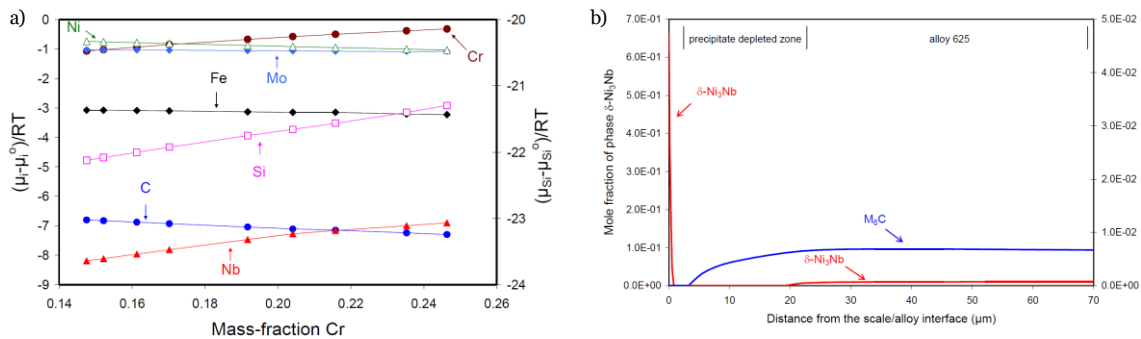 a)
Ni
Cr
Mo
Fe
Si
C
Nb
0
-1
-2
-3
-4
-5
-6
-7
-8
-9
-20
-21
-22
-23
-24
0.14
0.16
0.18
0.20
0.22
0.24
0.26
(μi-μi°)/RT
(μSi-μSi°)/RT
Mass-fraction Cr
b)
7.0E-01
6.0E-01
5.0E-01
4.0E-01
3.0E-01
2.0E-01
1.0E-01
0.0E+00
5.0E-02
4.0E-02
3.0E-02
2.0E-02
1.0E-02
0.0E+00
precipitate depleted zone
alloy 625
δ-Ni₃Nb
M₆C
δ-Ni₃Nb
0
10
20
30
40
50
60
70
Mole fraction of phase δ-Ni₃Nb
Distance from the scale/alloy interface (μm)